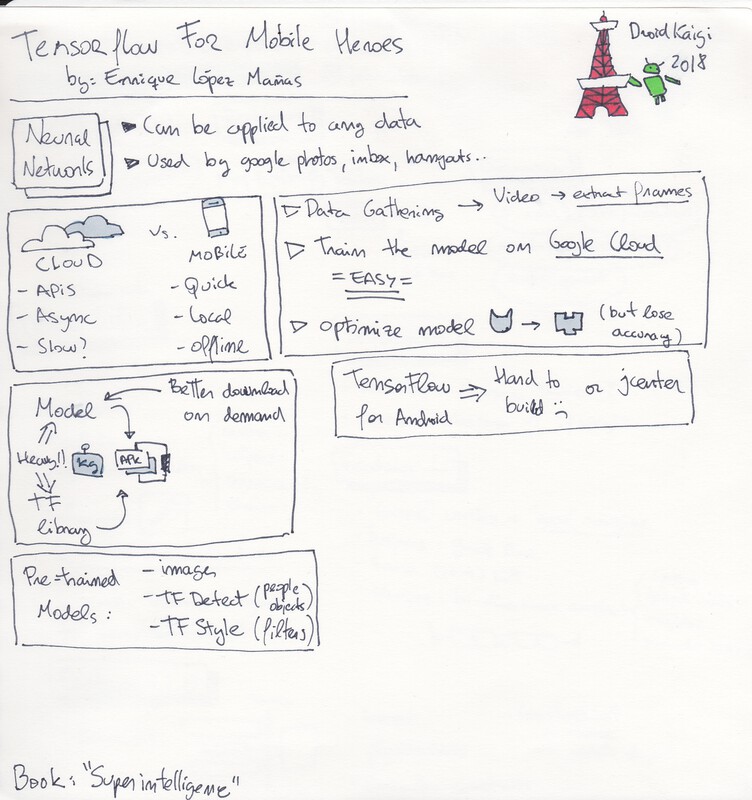 Tensorflow For Mobile Heroes
by: Enrique López Mañas
Droid Kaigi
2018
Neural
Networks
Can be applied to any data
Used by google photos, inbox, hangouts..
CLOUD
vs.
MOBILE
- APIs
- Async
- Slow?
- Quick
- Local
- Offline
Data Gathering → Video → extract frames
Train the model on Google Cloud
= EASY =
Optimize model → (but lose
accuracy)
Model
Better download
on demand
Heavy!!
Kg
APK
TF
library
TensorFlow
for Android
⇒ Hard to
build :(
or jcenter
Pre-trained
Models:
- images
- TF Detect (people
objects)
- TF Style (filters)
Book: "Superintelligence"